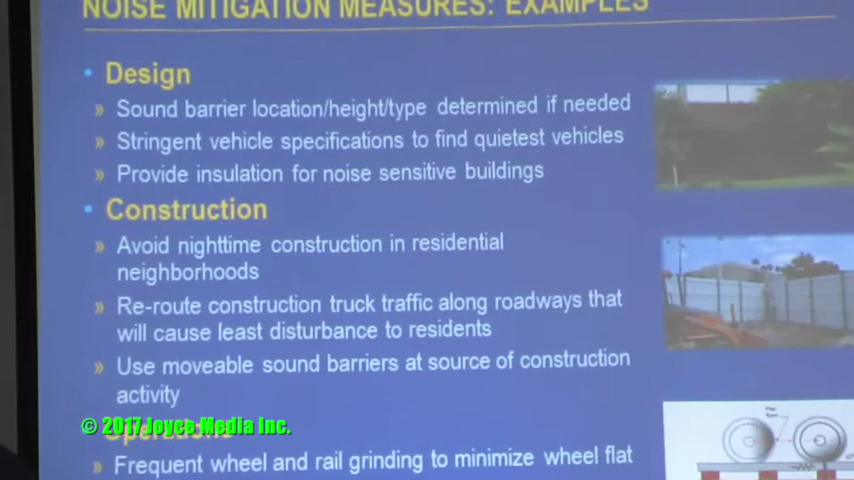 NOISE MITIGATION MEASURES: EXAMPLES
• Design
» Sound barrier location/height/type determined if needed
» Stringent vehicle specifications to find quietest vehicles
» Provide insulation for noise sensitive buildings
• Construction
» Avoid nighttime construction in residential
neighborhoods
» Re-route construction truck traffic along roadways that
will cause least disturbance to residents
» Use moveable sound barriers at source of construction
activity
© 2017 Joyce Media Inc.
Operations
» Frequent wheel and rail grinding to minimize wheel flat